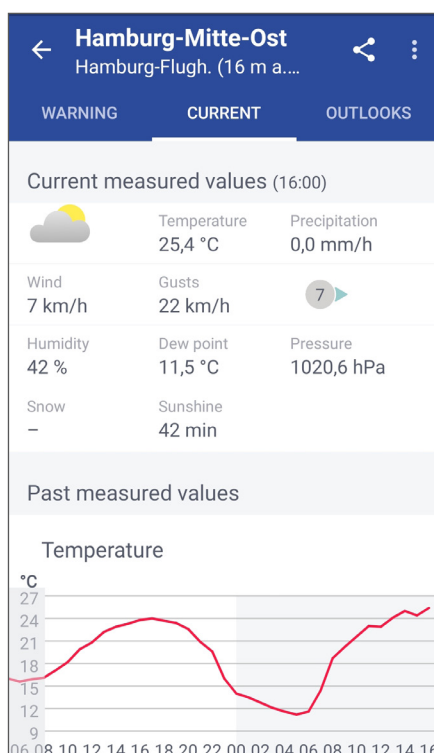 Hamburg-Mitte-Ost
Hamburg-Flugh. (16 m a....
WARNING CURRENT OUTLOOKS
Current measured values (16:00)
Temperature Precipitation
25,4 °C 0,0 mm/h
Wind Gusts
7 km/h 22 km/h 7
Humidity Dew point Pressure
42 % 11,5 °C 1020,6 hPa
Snow Sunshine
– 42 min
Past measured values
Temperature
°C
27
24
21
18
15
12
9
06 08 10 12 14 16 18 20 22 00 02 04 06 08 10 12 14 16